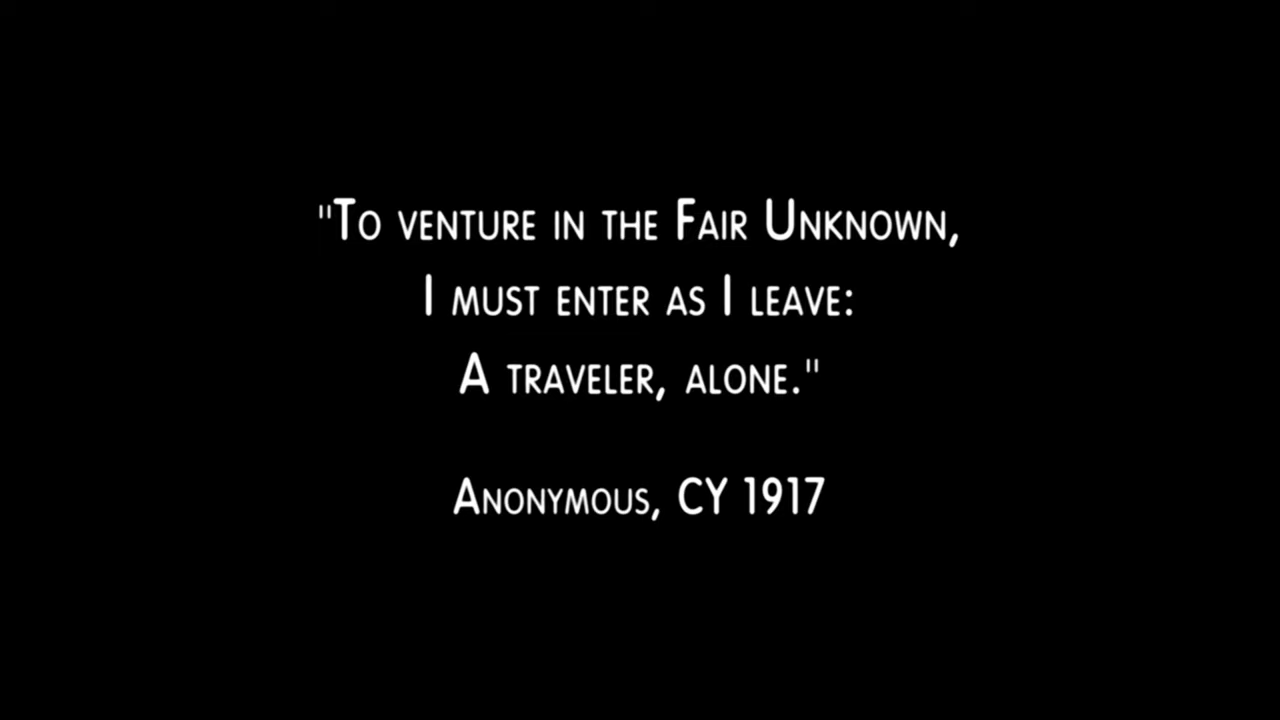 "To venture in the Fair Unknown,
I must enter as I leave:
A traveler, alone."
Anonymous, CY 1917